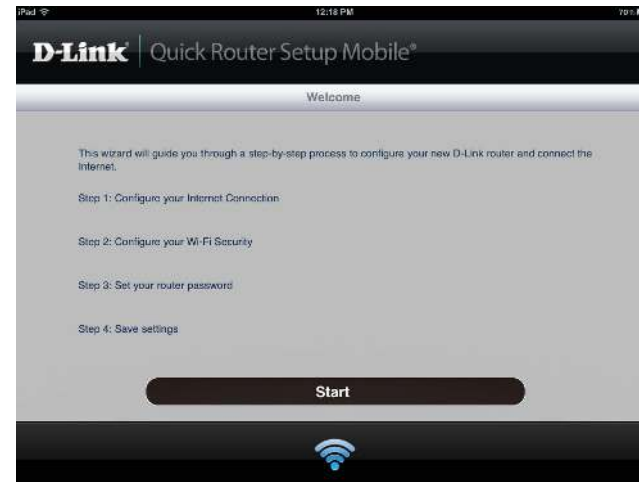 iPad 12:18 PM 70%
D-Link Quick Router Setup Mobile®
Welcome
This wizard will guide you through a step-by-step process to configure your new D-Link router and connect the
Internet.
Step 1: Configure your Internet Connection
Step 2: Configure your Wi-Fi Security
Step 3: Set your router password
Step 4: Save settings
Start